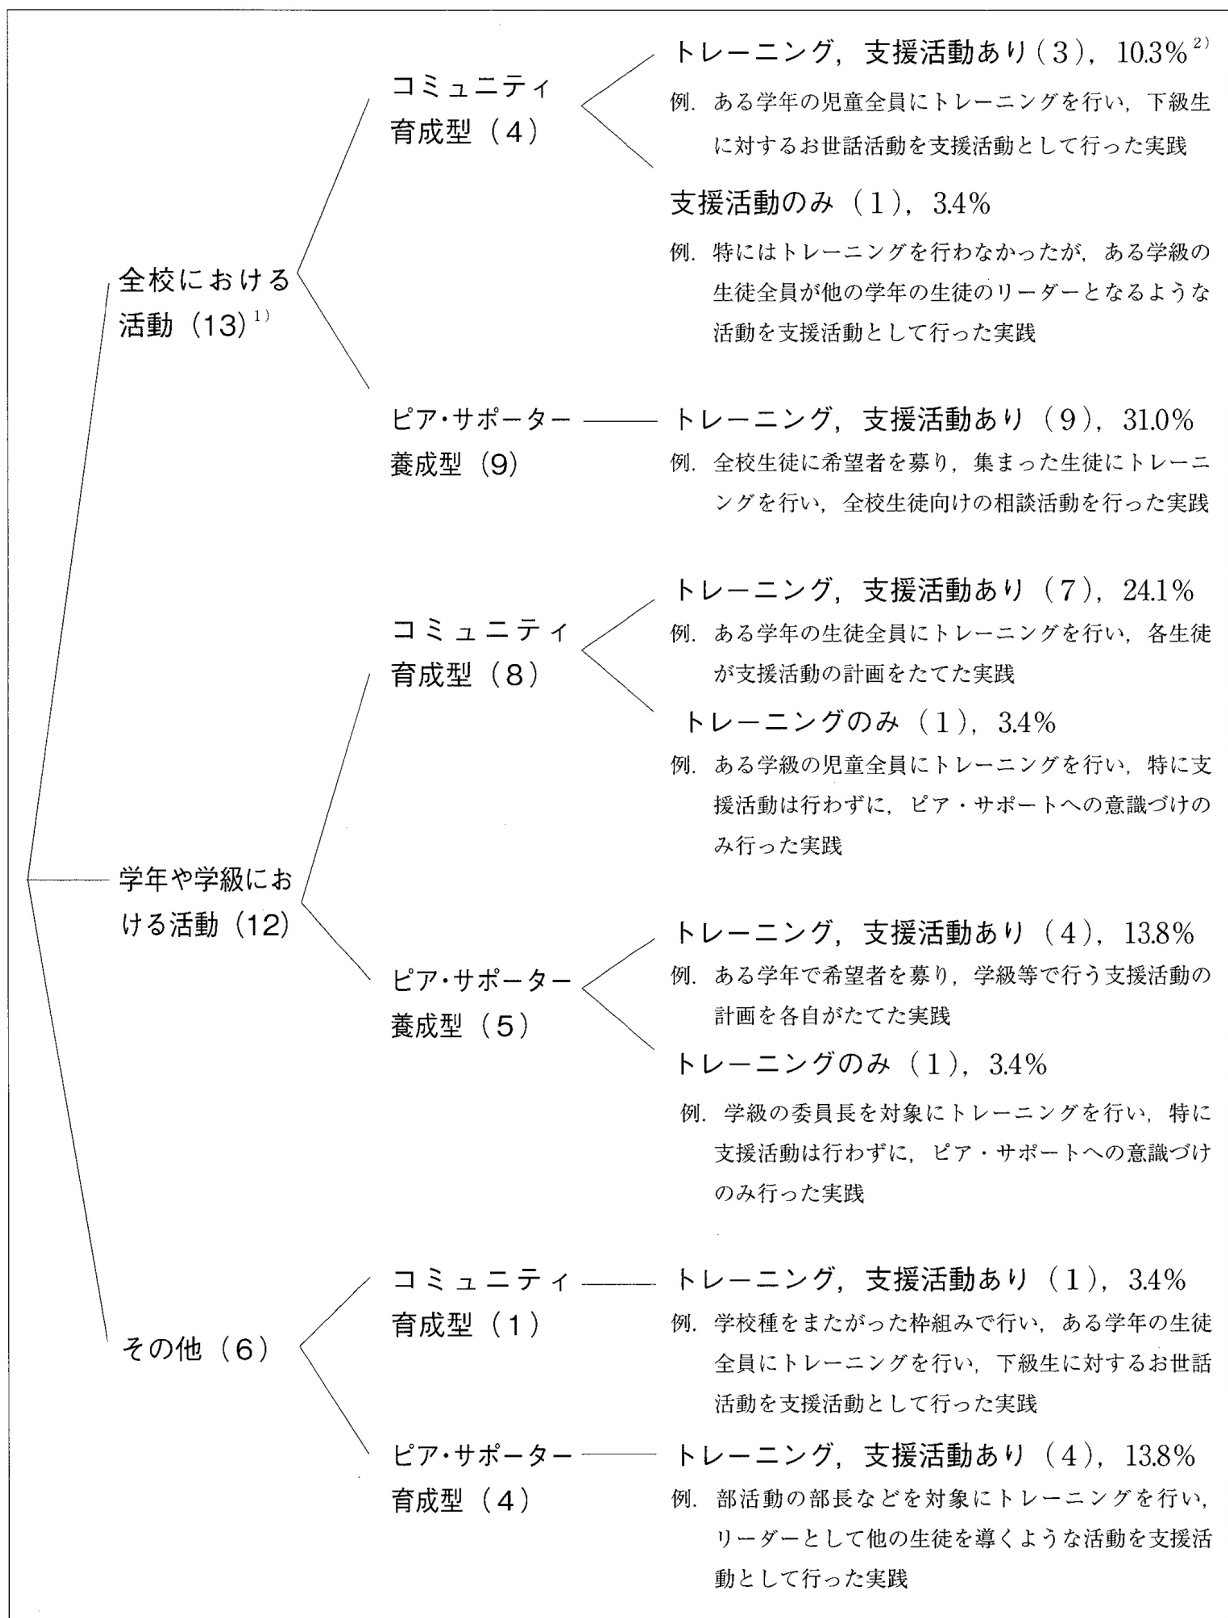 全校における
活動 (13)1)
コミュニティ
育成型 (4)
トレーニング, 支援活動あり (3), 10.3%2)
例. ある学年の児童全員にトレーニングを行い, 下級生
に対するお世話活動を支援活動として行った実践
支援活動のみ (1), 3.4%
例. 特にはトレーニングを行わなかったが, ある学級の
生徒全員が他の学年の生徒のリーダーとなるような
活動を支援活動として行った実践
ピア・サポーター
養成型 (9)
トレーニング, 支援活動あり (9), 31.0%
例. 全校生徒に希望者を募り, 集まった生徒にトレーニ
ングを行い, 全校生徒向けの相談活動を行った実践
学年や学級にお
ける活動 (12)
コミュニティ
育成型 (8)
トレーニング, 支援活動あり (7), 24.1%
例. ある学年の生徒全員にトレーニングを行い, 各生徒
が支援活動の計画をたてた実践
トレーニングのみ (1), 3.4%
例. ある学級の児童全員にトレーニングを行い, 特に支
援活動は行わずに, ピア・サポートへの意識づけの
み行った実践
ピア・サポーター
養成型 (5)
トレーニング, 支援活動あり (4), 13.8%
例. ある学年で希望者を募り, 学級等で行う支援活動の
計画を各自がたてた実践
トレーニングのみ (1), 3.4%
例. 学級の委員長を対象にトレーニングを行い, 特に
支援活動は行わずに, ピア・サポートへの意識づけ
のみ行った実践
その他 (6)
コミュニティ
育成型 (1)
トレーニング, 支援活動あり (1), 3.4%
例. 学校種をまたがった枠組みで行い, ある学年の生徒
全員にトレーニングを行い, 下級生に対するお世話
活動を支援活動として行った実践
ピア・サポーター
育成型 (4)
トレーニング, 支援活動あり (4), 13.8%
例. 部活動の部長などを対象にトレーニングを行い,
リーダーとして他の生徒を導くような活動を支援活
動として行った実践